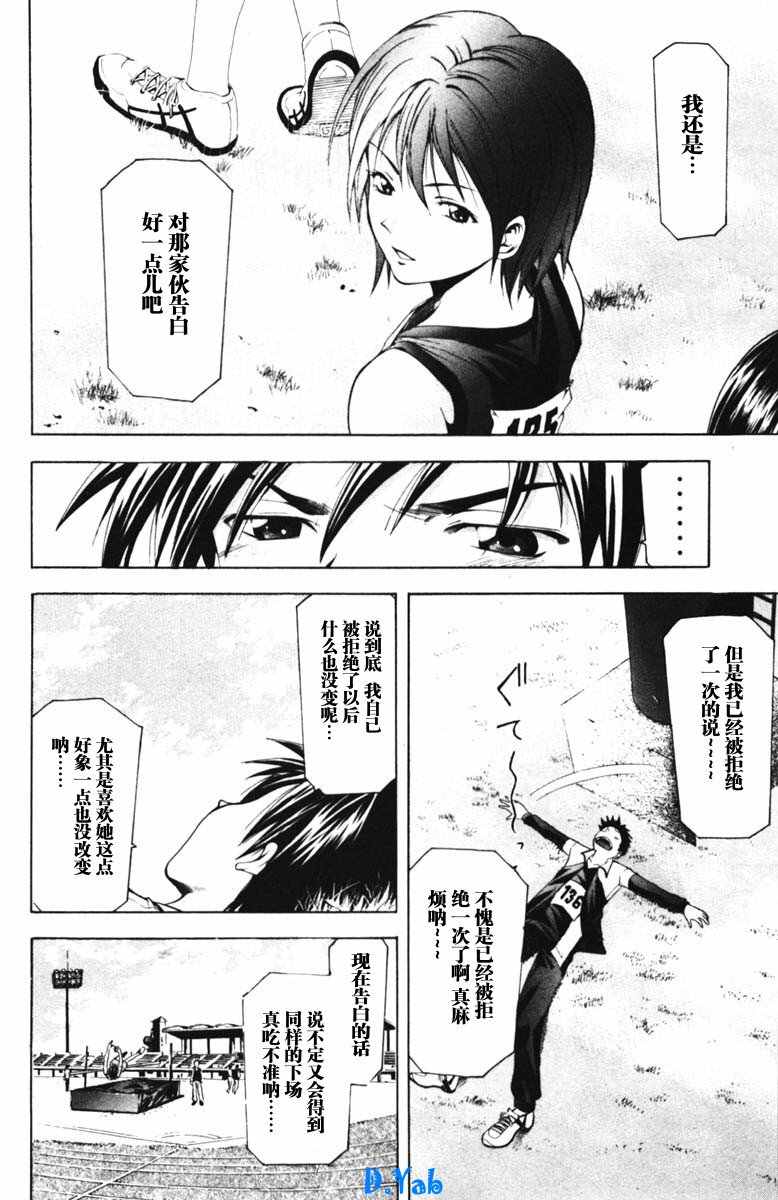 我还是…
对那家伙告白
好一点儿吧
135
‥‥‥
但是我已经被拒绝
了一次的说~~~~
ぐて～
不愧是已经被拒
绝一次了啊 真麻
烦呐~~~
136
说到底 我自己
被拒绝了以后
什么也没变呢…
尤其是喜欢她这点
好象一点也没改变
呐……
现在告白的话
说不定又会得到
同样的下场
真吃不准呐……
D.Yab